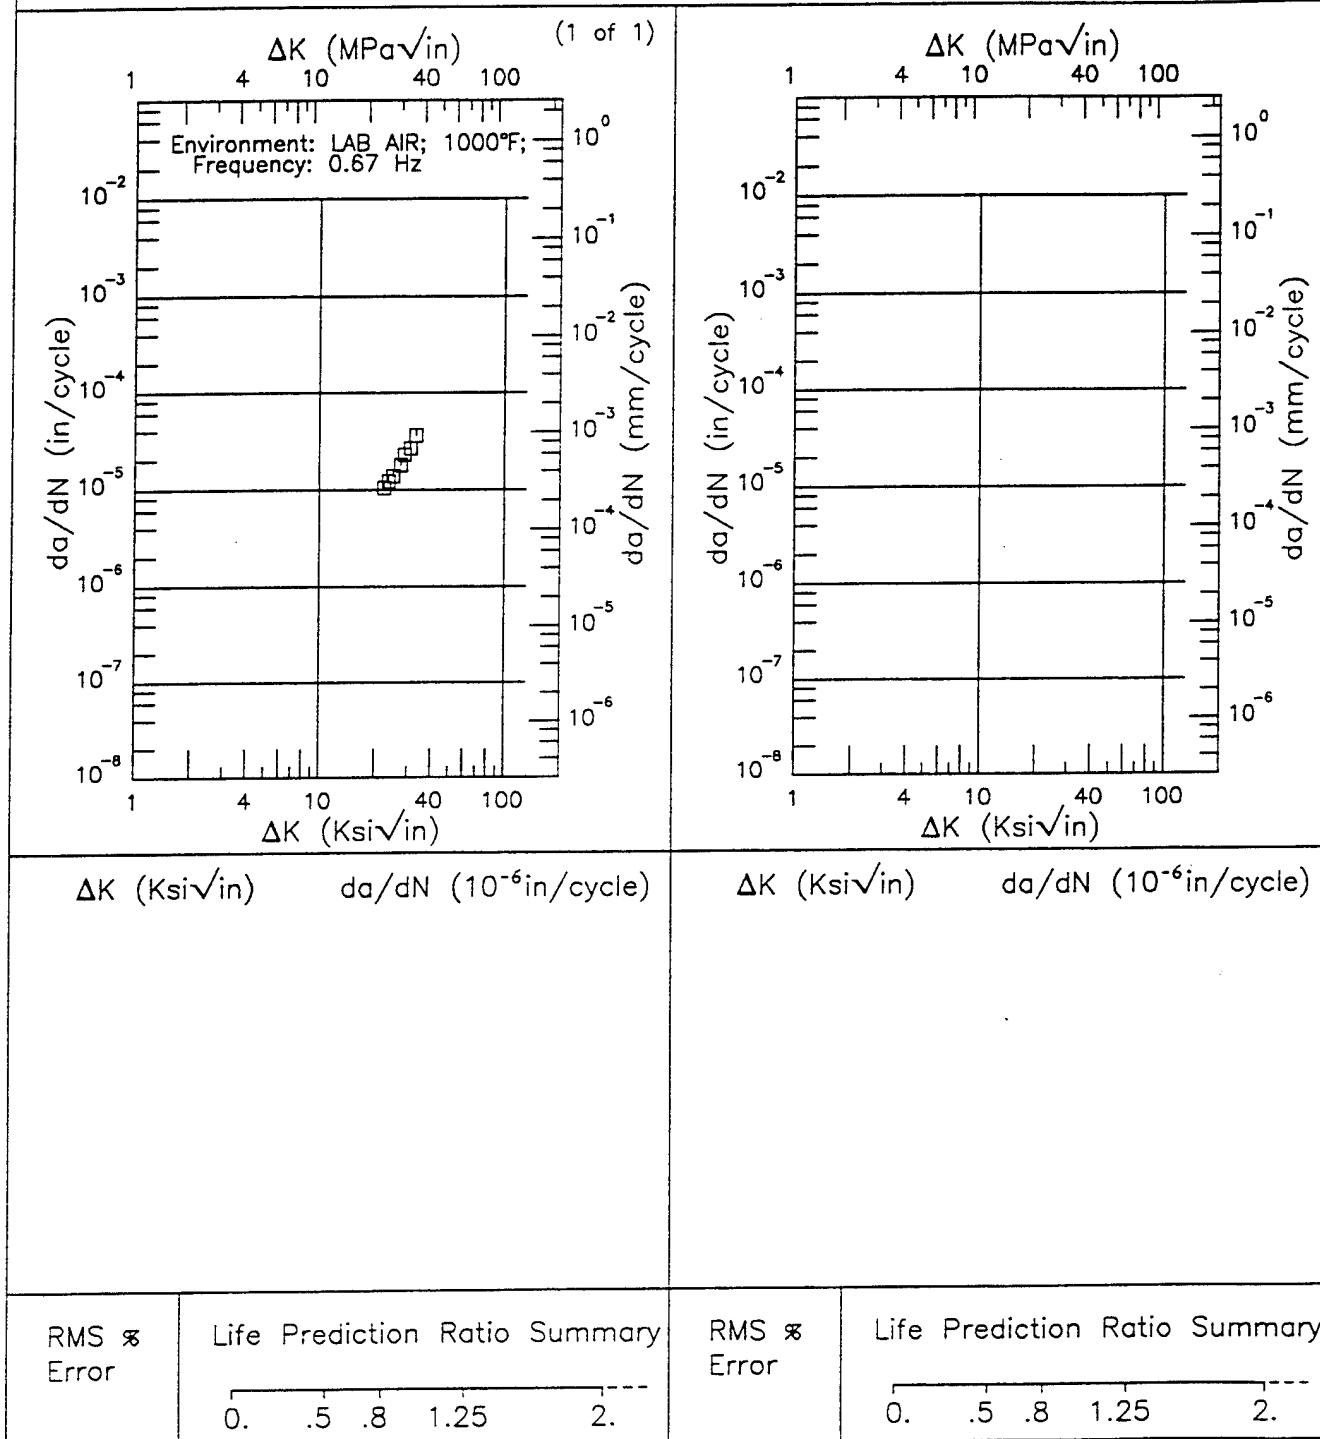 (1 of 1)
ΔK (MPa√in)
1 4 10 40 100
Environment: LAB AIR; 1000°F;
Frequency: 0.67 Hz
10⁻²
10⁻³
10⁻⁴
10⁻⁵
10⁻⁶
10⁻⁷
10⁻⁸
da/dN (in/cycle)
10⁰
10⁻¹
10⁻²
10⁻³
10⁻⁴
10⁻⁵
10⁻⁶
da/dN (mm/cycle)
1 4 10 40 100
ΔK (Ksi√in)
ΔK (MPa√in)
1 4 10 40 100
10⁻²
10⁻³
10⁻⁴
10⁻⁵
10⁻⁶
10⁻⁷
10⁻⁸
da/dN (in/cycle)
10⁰
10⁻¹
10⁻²
10⁻³
10⁻⁴
10⁻⁵
10⁻⁶
da/dN (mm/cycle)
1 4 10 40 100
ΔK (Ksi√in)
ΔK (Ksi√in) da/dN (10⁻⁶in/cycle)
ΔK (Ksi√in) da/dN (10⁻⁶in/cycle)
RMS %
Error
Life Prediction Ratio Summary
0. .5 .8 1.25 2.
RMS %
Error
Life Prediction Ratio Summary
0. .5 .8 1.25 2.